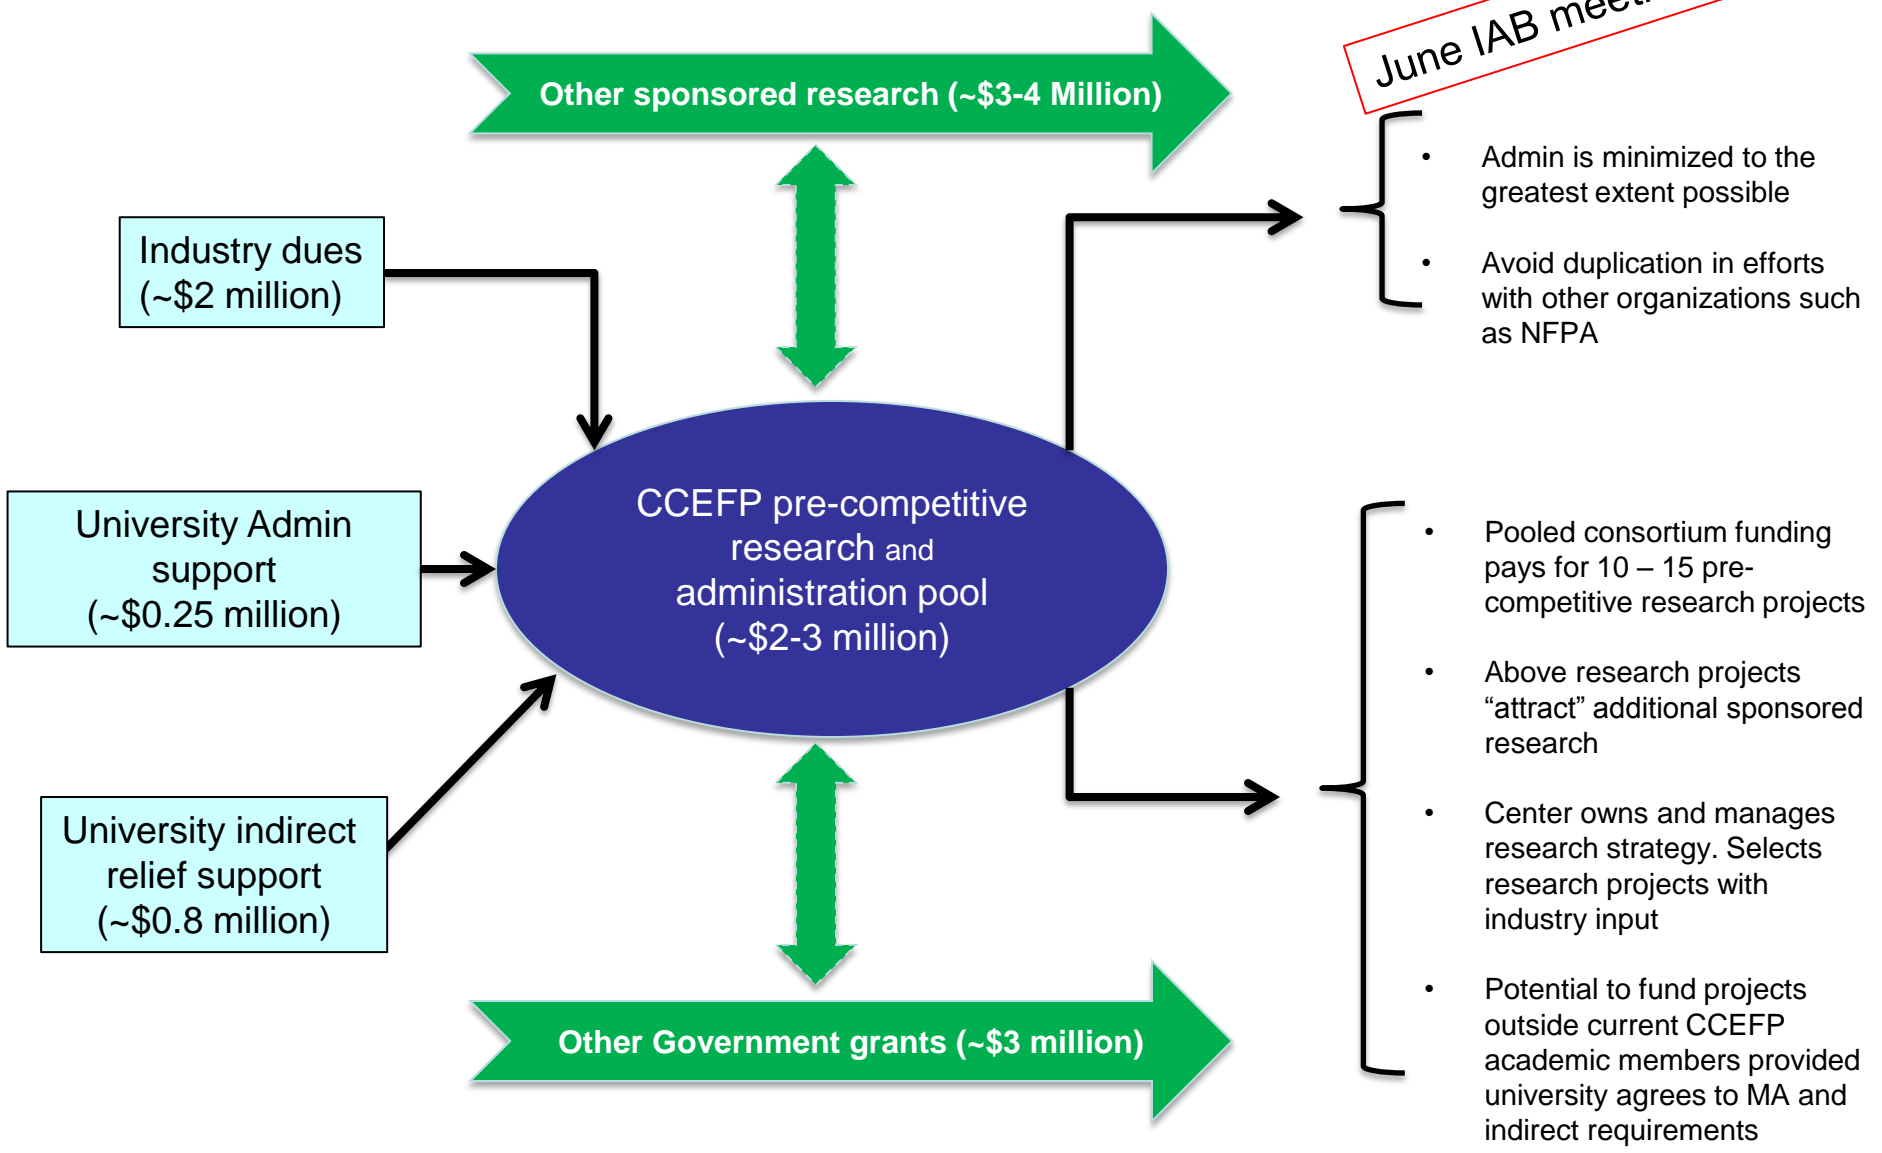 June IAB
Other sponsored research (~$3-4 Million)
• Admin is minimized to the
greatest extent possible
• Avoid duplication in efforts
with other organizations such
as NFPA
Industry dues
(~$2 million)
University Admin
support
(~$0.25 million)
University indirect
relief support
(~$0.8 million)
CCEFP pre-competitive
research and
administration pool
(~$2-3 million)
• Pooled consortium funding
pays for 10 – 15 pre-
competitive research projects
• Above research projects
“attract” additional sponsored
research
• Center owns and manages
research strategy. Selects
research projects with
industry input
• Potential to fund projects
outside current CCEFP
academic members provided
university agrees to MA and
indirect requirements
Other Government grants (~$3 million)